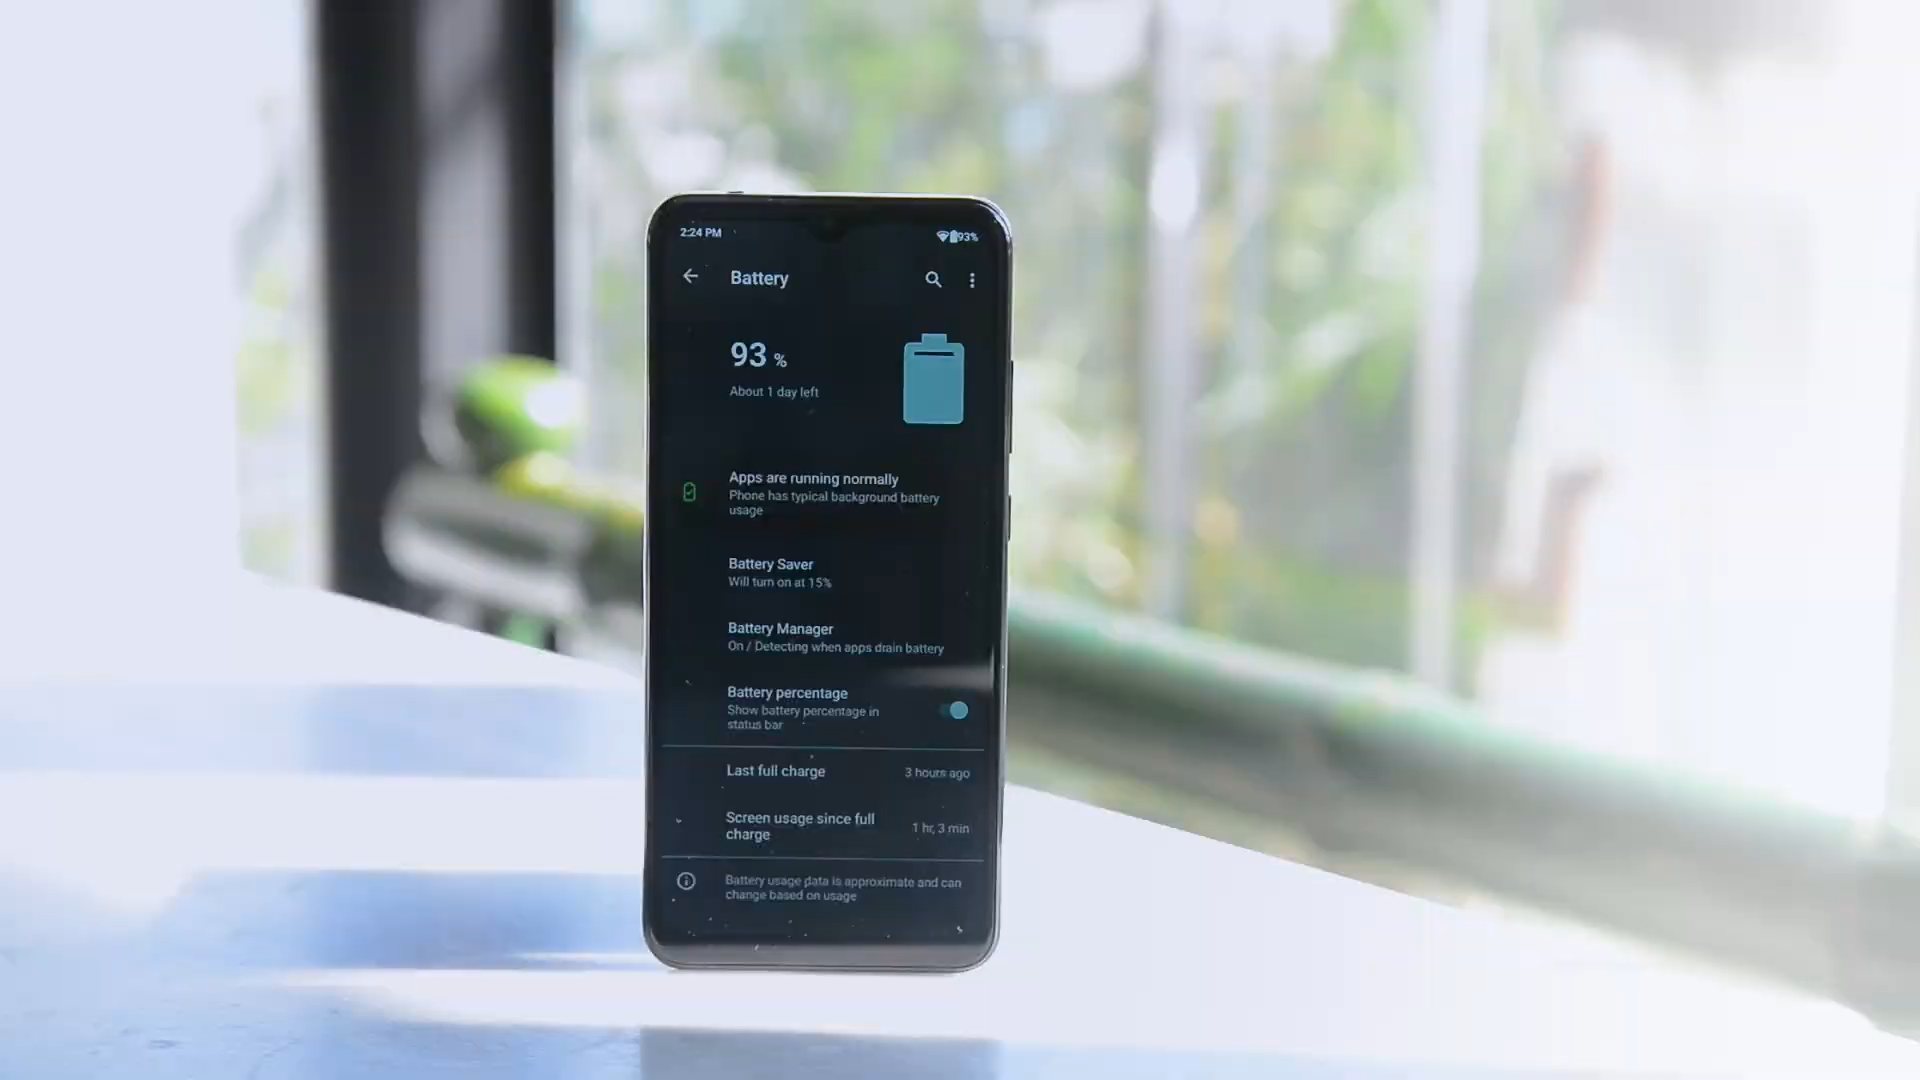 2:24 PM
93%
Battery
93 %
About 1 day left
Apps are running normally
Phone has typical background battery
usage
Battery Saver
Will turn on at 15%
Battery Manager
On / Detecting when apps drain battery
Battery percentage
Show battery percentage in
status bar
Last full charge
3 hours ago
Screen usage since full
charge
1 hr, 3 min
Battery usage data is approximate and can
change based on usage